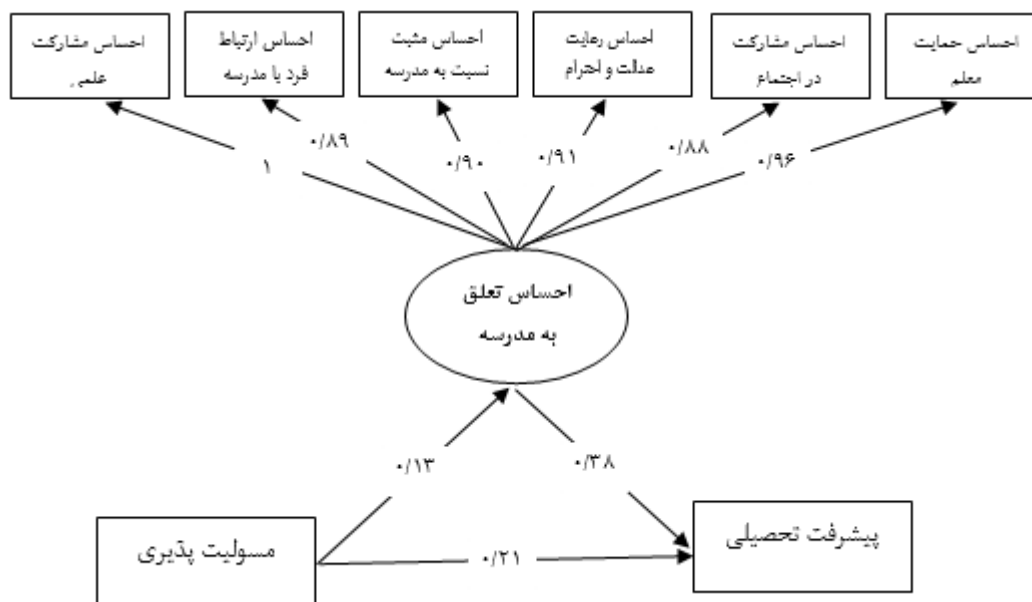 احساس حمایت
معلم
احساس مشارکت
در اجتماع
احساس رعایت
عدالت و احترام
احساس مثبت
نسبت به مدرسه
احساس ارتباط
فرد با مدرسه
احساس مشارکت
علمی
۰/۹۶
۰/۸۸
۰/۹۱
۰/۹۰
۰/۸۹
۱
احساس تعلق
به مدرسه
۰/۳۸
۰/۱۳
پیشرفت تحصیلی
۰/۲۱
مسولیت پذیری